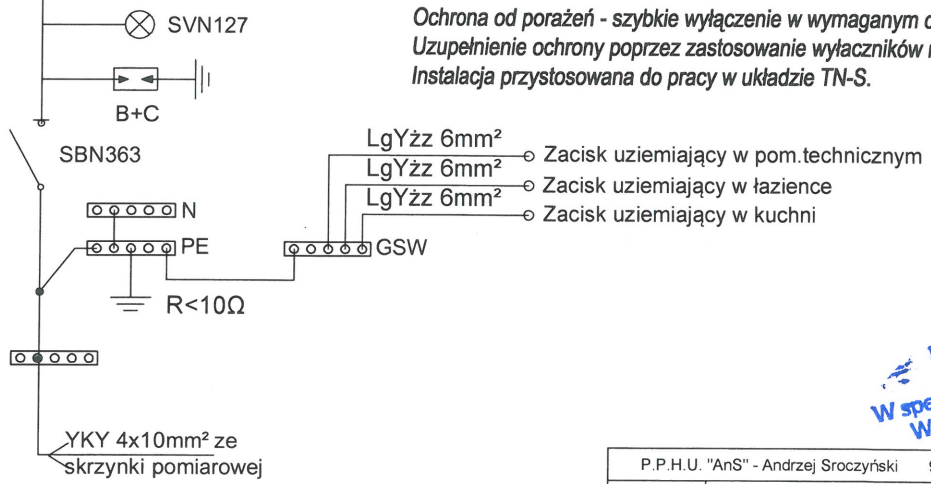 Ochrona od porażeń - szybkie wyłączenie w wymaganym
Uzupełnienie ochrony poprzez zastosowanie wyłaczników
Instalacja przystosowana do pracy w układzie TN-S.
SVN127
B+C
SBN363
LgYżz 6mm²
Zacisk uziemiający w pom.technicznym
LgYżz 6mm²
Zacisk uziemiający w łazience
LgYżz 6mm²
Zacisk uziemiający w kuchni
N
PE
GSW
R<10Ω
YKY 4x10mm² ze
skrzynki pomiarowej
W
P.P.H.U. "AnS" - Andrzej Sroczyński